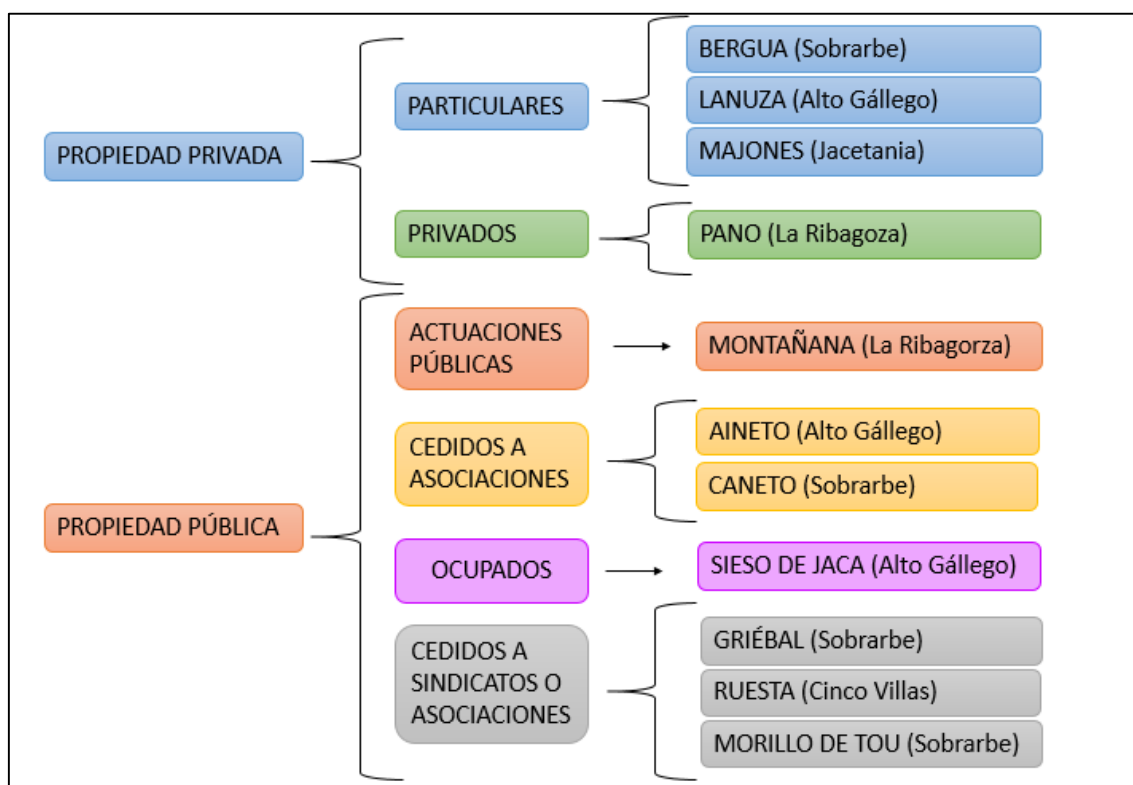 PROPIEDAD PRIVADA
PARTICULARES
BERGUA (Sobrarbe)
LANUZA (Alto Gállego)
MAJONES (Jacetania)
PRIVADOS
PANO (La Ribagoza)
PROPIEDAD PÚBLICA
ACTUACIONES
PÚBLICAS
MONTAÑANA (La Ribagorza)
CEDIDOS A
ASOCIACIONES
AINETO (Alto Gállego)
CANETO (Sobrarbe)
OCUPADOS
SIESO DE JACA (Alto Gállego)
CEDIDOS A
SINDICATOS O
ASOCIACIONES
GRIÉBAL (Sobrarbe)
RUESTA (Cinco Villas)
MORILLO DE TOU (Sobrarbe)